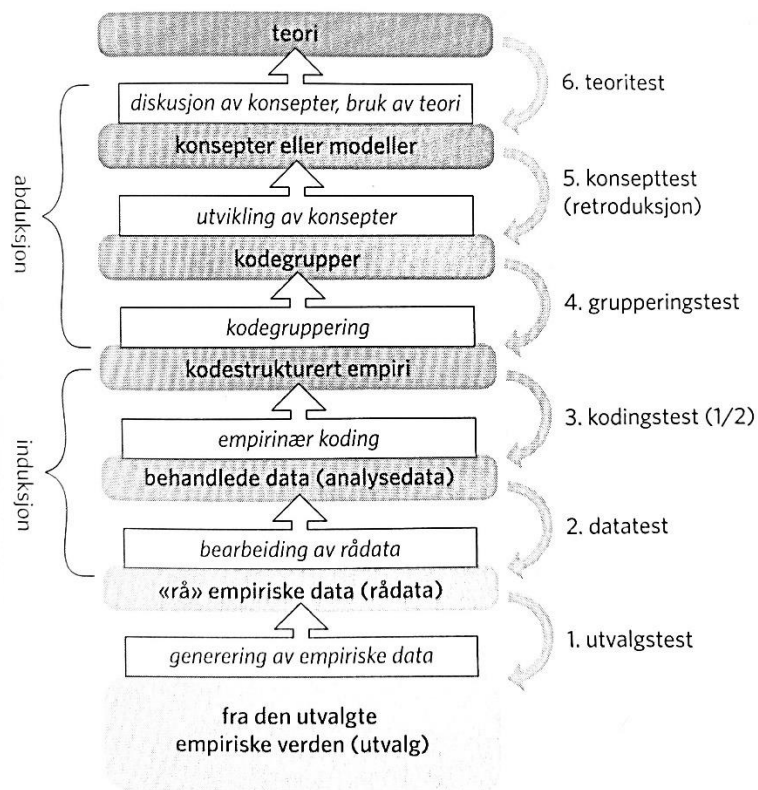 teori
6. teoritest
diskusjon av konsepter, bruk av teori
konsepter eller modeller
5. konsepttest
(retroduksjon)
abduksjon
utvikling av konsepter
kodegrupper
4. grupperingstest
kodegruppering
kodestrukturert empiri
3. kodingstest (1/2)
empirinær koding
induksjon
behandlede data (analysedata)
2. datatest
bearbeiding av rådata
«rå» empiriske data (rådata)
1. utvalgstest
generering av empiriske data
fra den utvalgte
empiriske verden (utvalg)